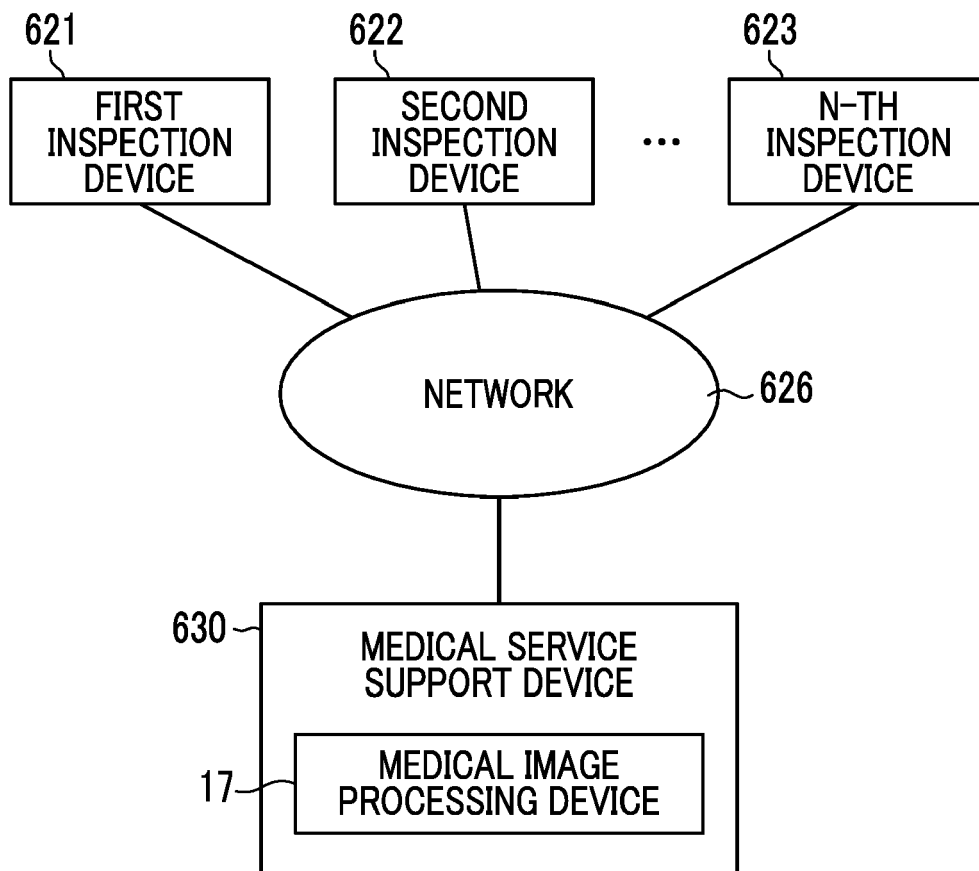 621
622
623
FIRST
INSPECTION
DEVICE
SECOND
INSPECTION
DEVICE
...
N-TH
INSPECTION
DEVICE
NETWORK
626
630
MEDICAL SERVICE
SUPPORT DEVICE
17
MEDICAL IMAGE
PROCESSING DEVICE